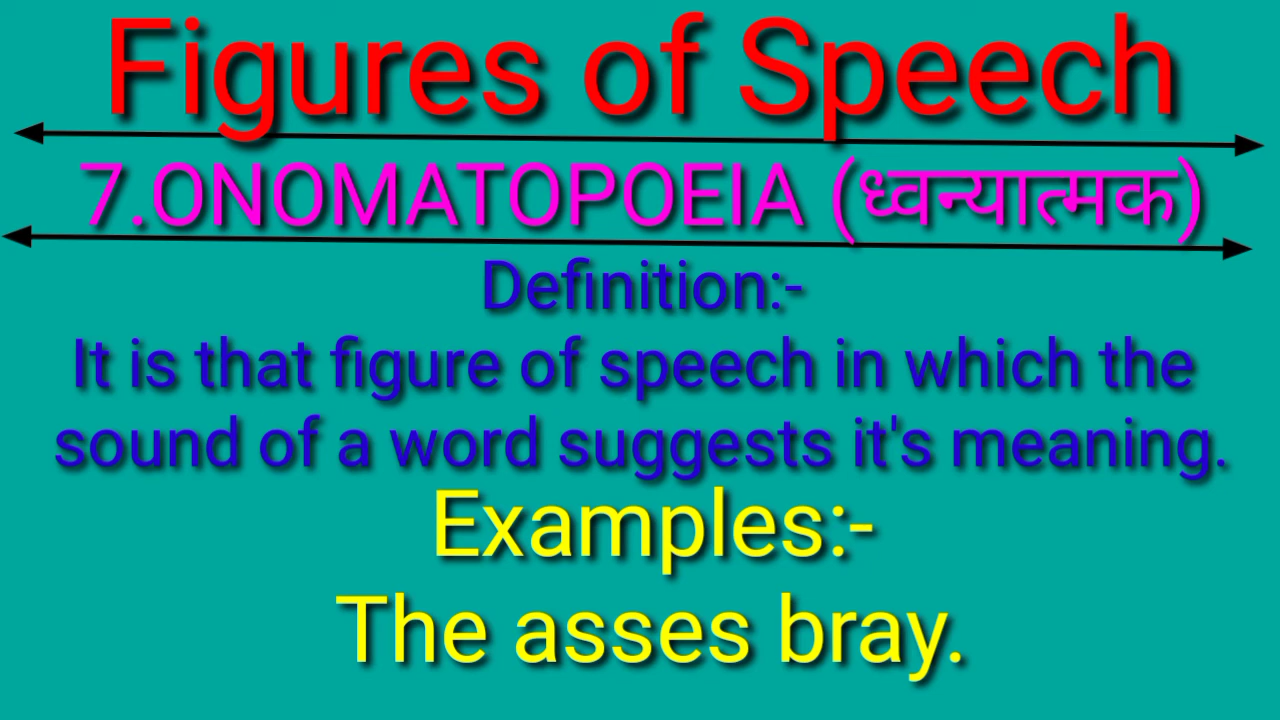 Figures of Speech
7.ONOMATOPOEIA (ध्वन्यात्मक)
Definition:-
It is that figure of speech in which the
sound of a word suggests it's meaning.
Examples:-
The asses bray.